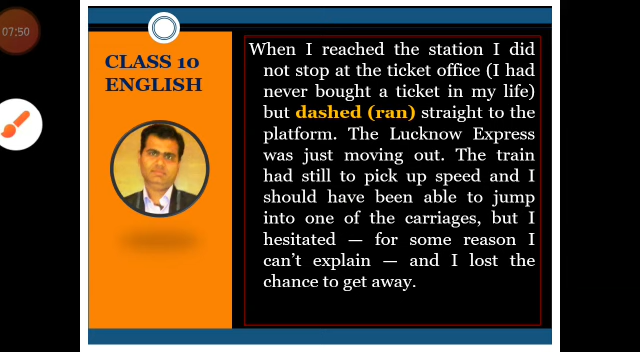 07:50
CLASS 10
ENGLISH
When I reached the station I did
not stop at the ticket office (I had
never bought a ticket in my life)
but dashed (ran) straight to the
platform. The Lucknow Express
was just moving out. The train
had still to pick up speed and I
should have been able to jump
into one of the carriages, but I
hesitated — for some reason I
can't explain — and I lost the
chance to get away.